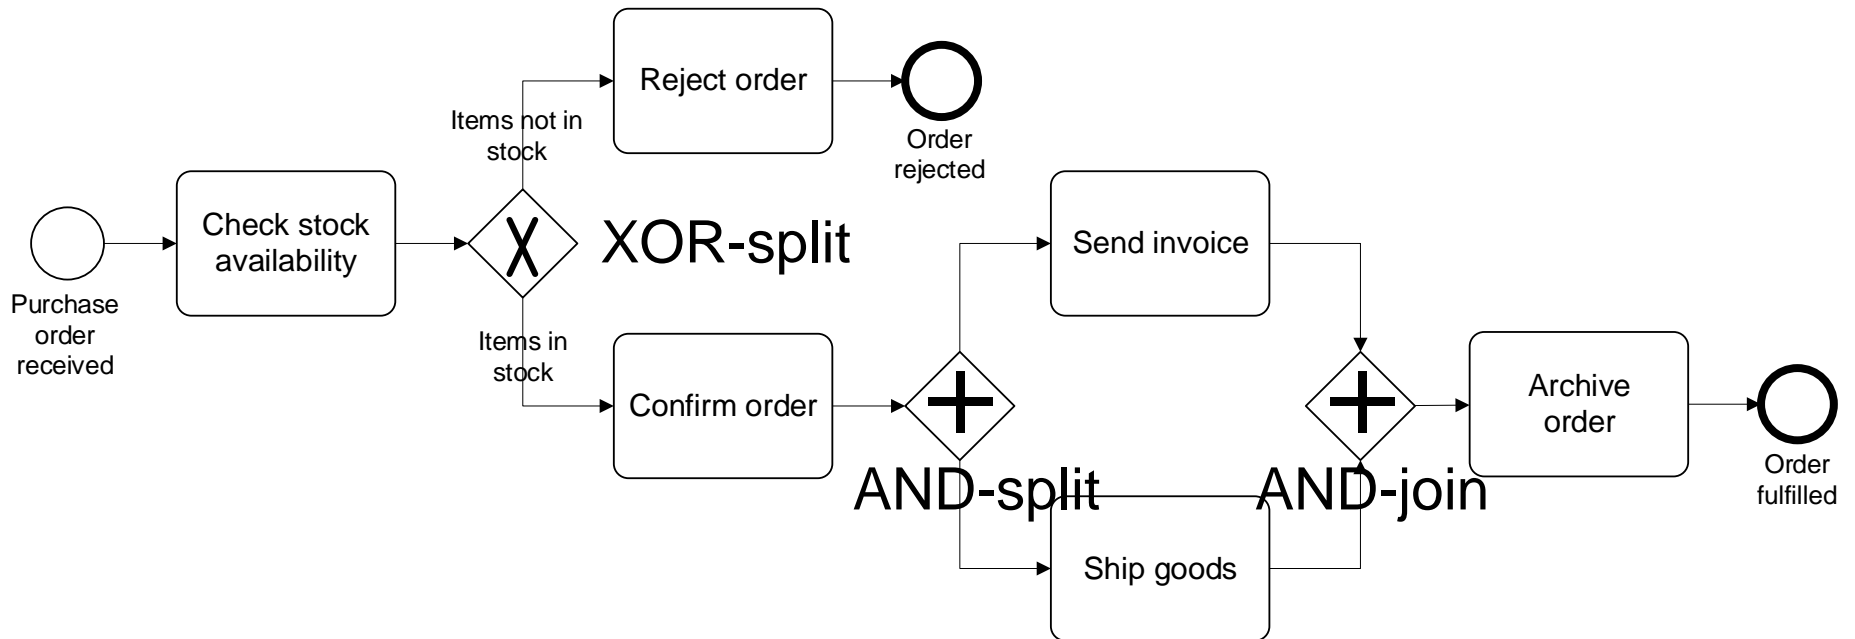 Purchase
order
received
Check stock
availability
Items not in
stock
X
XOR-split
Items in
stock
Reject order
Order
rejected
Confirm order
AND-split
Send invoice
Ship goods
AND-join
Archive
order
Order
fulfilled